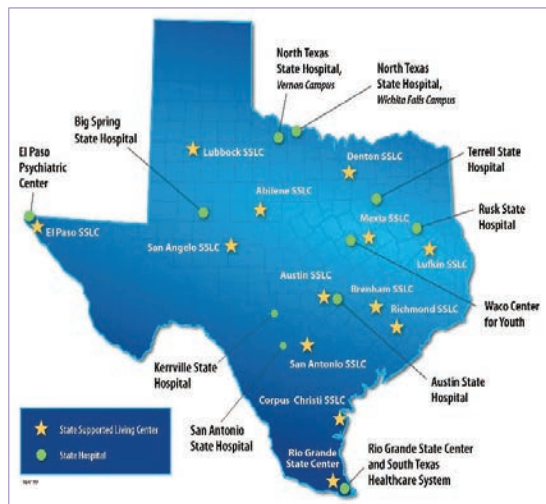 North Texas
State Hospital,
Vernon Campus
North Texas
State Hospital,
Wichita Falls Campus
Big Spring
State Hospital
El Paso
Psychiatric
Center
Lubbock SSLC
Denton SSLC
Terrell State
Hospital
Abilene SSLC
Mexia SSLC
Rusk State
Hospital
El Paso SSLC
San Angelo SSLC
Lufkin SSLC
Austin SSLC
Brenham SSLC
Richmond SSLC
Waco Center
for Youth
Kerrville State
Hospital
San Antonio SSLC
Austin State
Hospital
Corpus Christi SSLC
San Antonio
State Hospital
State Supported Living Center
State Hospital
Rio Grande
State Center
Rio Grande State Center
and South Texas
Healthcare System